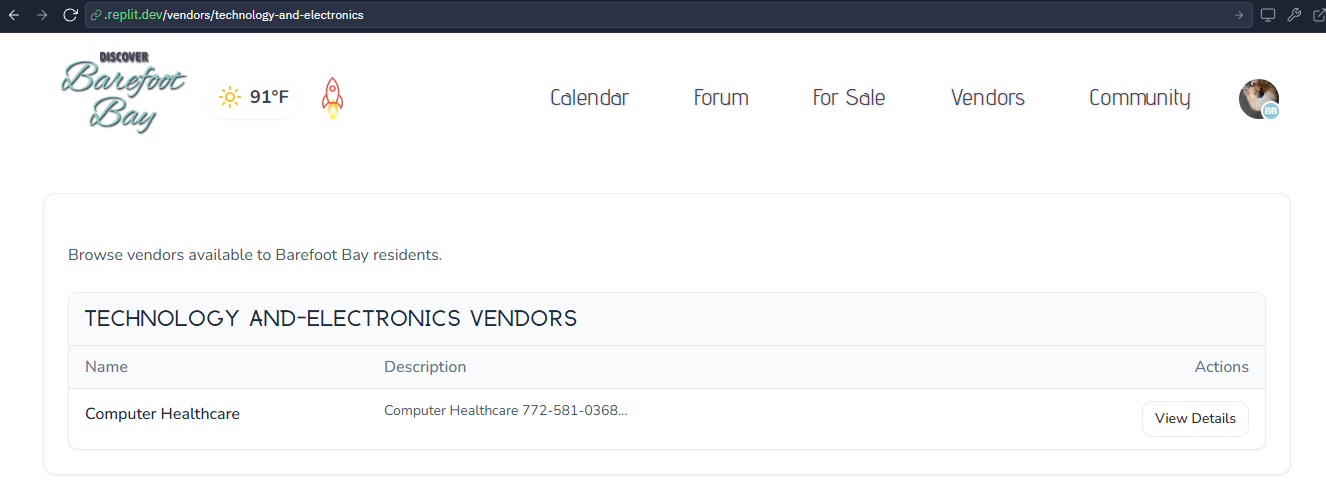 .replit.dev/vendors/technology-and-electronics
DISCOVER
Barefoot
Bay
91°F
Calendar
Forum
For Sale
Vendors
Community
BB
Browse vendors available to Barefoot Bay residents.
TECHNOLOGY AND-ELECTRONICS VENDORS
Name
Description
Actions
Computer Healthcare
Computer Healthcare 772-581-0368...
View Details